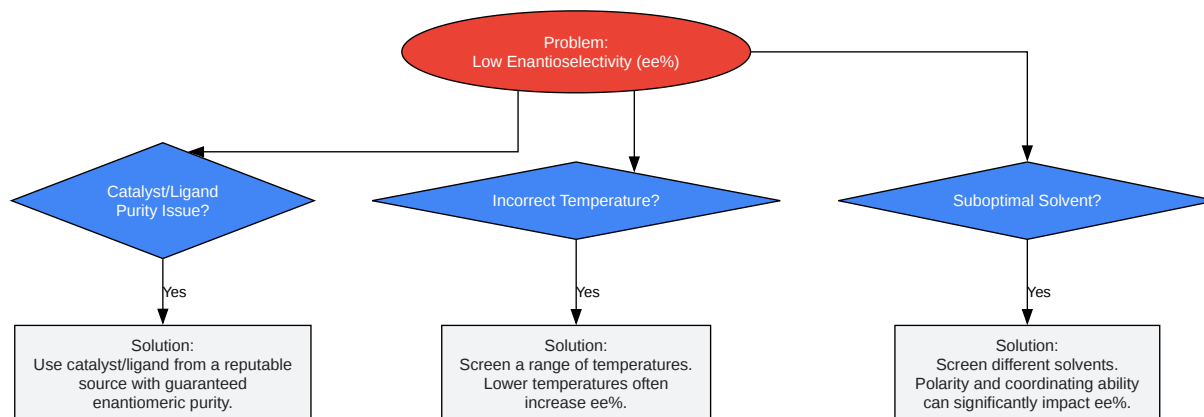 Problem:
Low Enantioselectivity (ee%)
Catalyst/Ligand
Purity Issue?
Incorrect Temperature?
Suboptimal Solvent?
Yes
Yes
Yes
Solution:
Use catalyst/ligand from a reputable
source with guaranteed
enantiomeric purity.
Solution:
Screen a range of temperatures.
Lower temperatures often
increase ee%.
Solution:
Screen different solvents.
Polarity and coordinating ability
can significantly impact ee%.